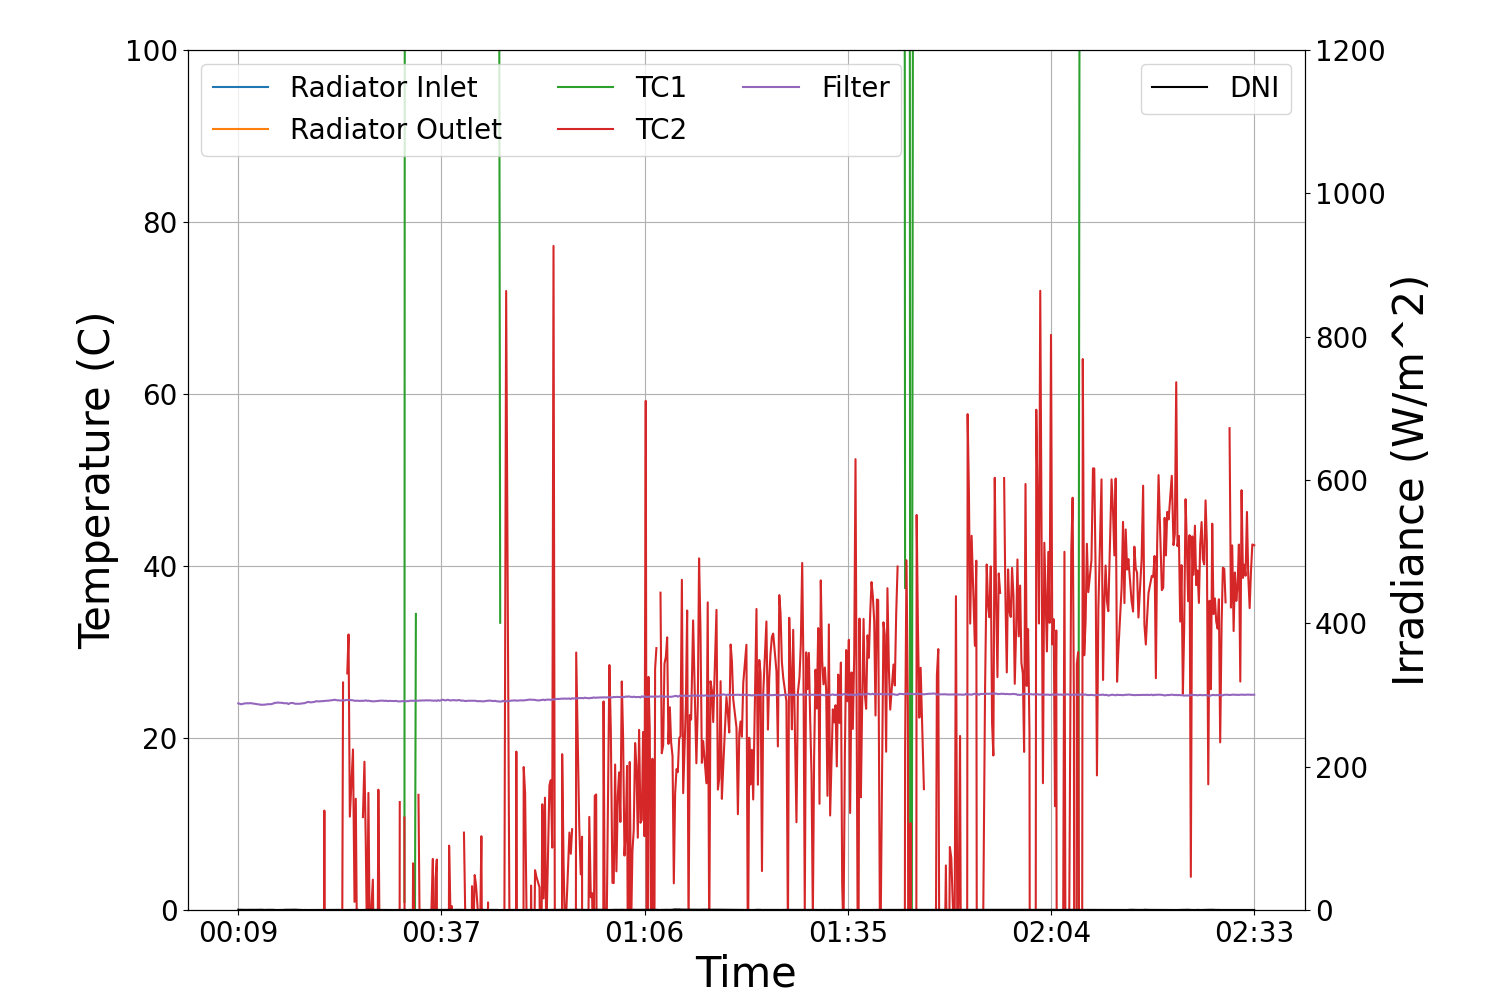 100
80
60
40
20
0
Temperature (C)
Radiator Inlet
Radiator Outlet
TC1
TC2
Filter
DNI
1200
1000
800
600
400
200
0
Irradiance (W/m^2)
00:09 00:37 01:06 01:35 02:04 02:33
Time